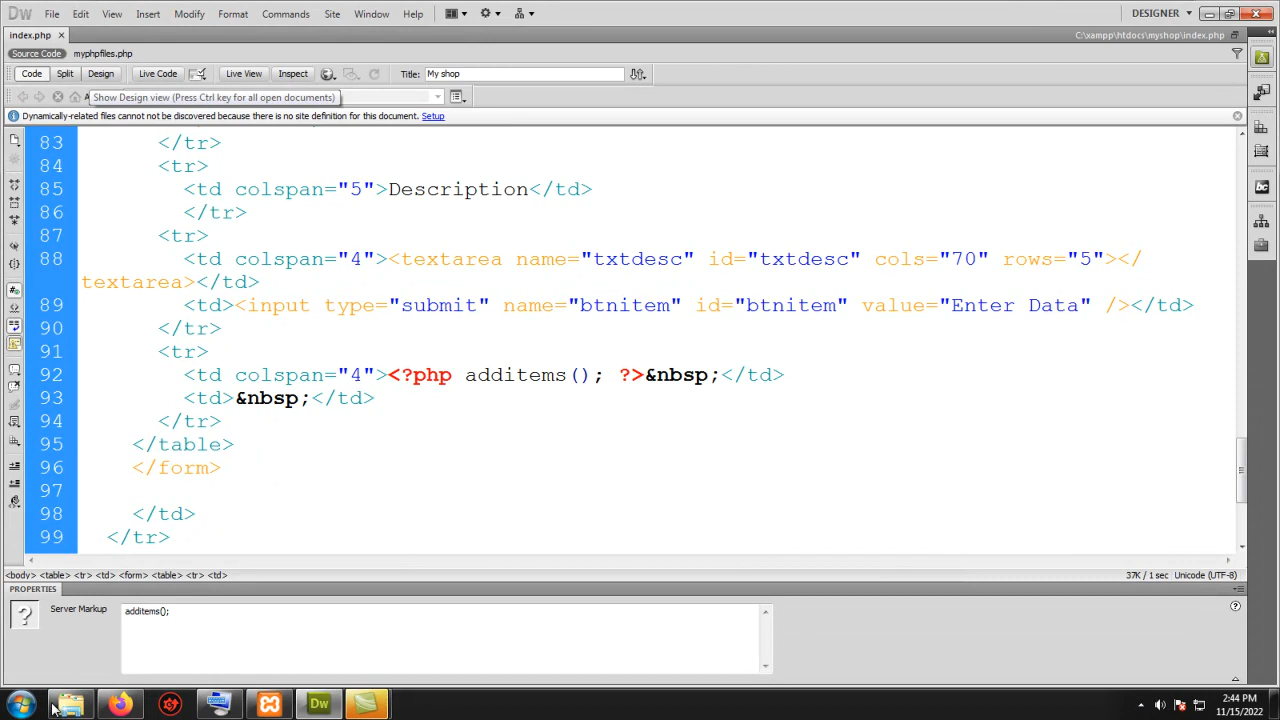 Dw File Edit View Insert Modify Format Commands Site Window Help DESIGNER
index.php C:\xampp\htdocs\myshop\index.php
Source Code myphpfiles.php
Code Split Design Live Code Live View Inspect Title: My shop
Show Design view (Press Ctrl key for all open documents)
Dynamically-related files cannot be discovered because there is no site definition for this document. Setup
83 </tr>
84 <tr>
85 <td colspan="5">Description</td>
86 </tr>
87 <tr>
88 <td colspan="4"><textarea name="txtdesc" id="txtdesc" cols="70" rows="5"></
textarea></td>
89 <td><input type="submit" name="btnitem" id="btnitem" value="Enter Data" /></td>
90 </tr>
91 <tr>
92 <td colspan="4"><?php additems(); ?>&nbsp;</td>
93 <td>&nbsp;</td>
94 </tr>
95 </table>
96 </form>
97
98 </td>
99 </tr>
<body> <table> <tr> <td> <form> <table> <tr> <td> 37K / 1 sec Unicode (UTF-8)
PROPERTIES
Server Markup additems();
Dw 2:44 PM
11/15/2022